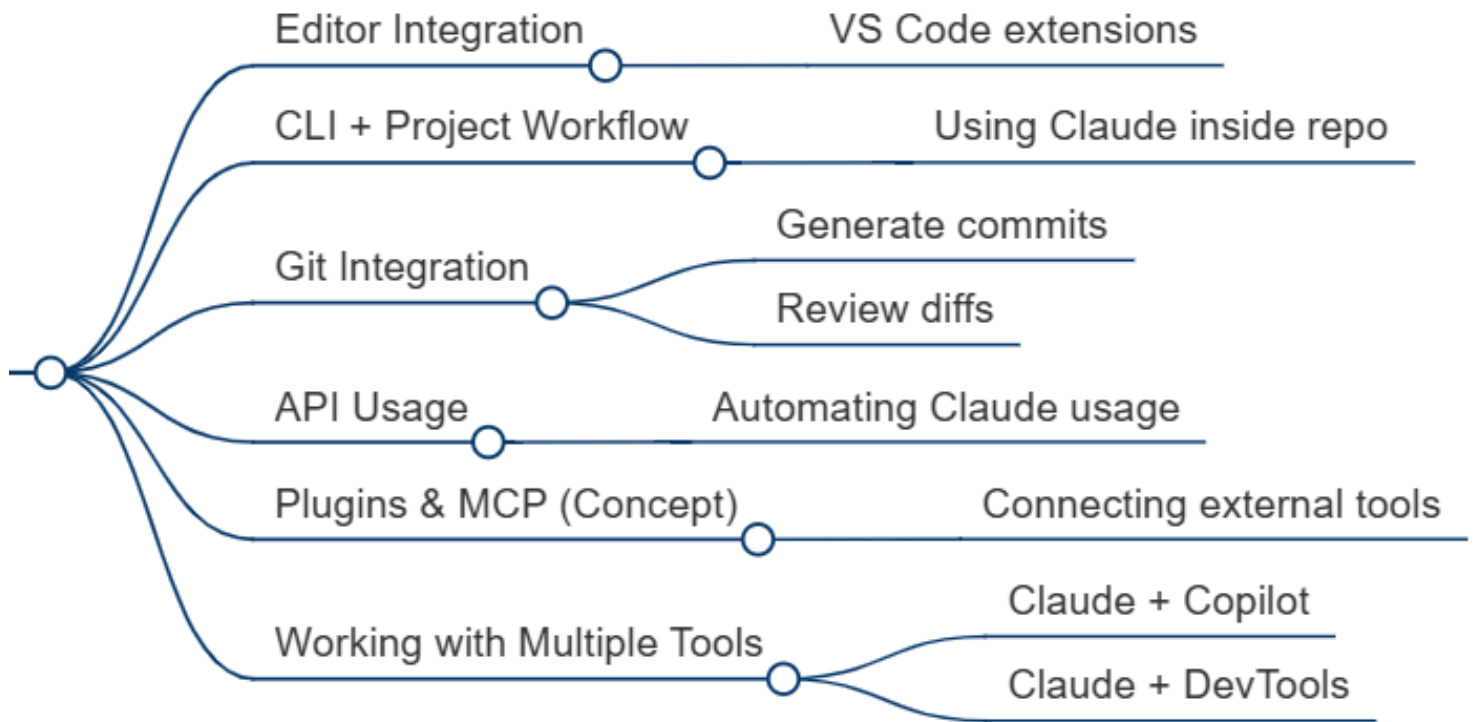 Editor Integration
VS Code extensions
CLI + Project Workflow
Using Claude inside repo
Git Integration
Generate commits
Review diffs
API Usage
Automating Claude usage
Plugins & MCP (Concept)
Connecting external tools
Working with Multiple Tools
Claude + Copilot
Claude + DevTools